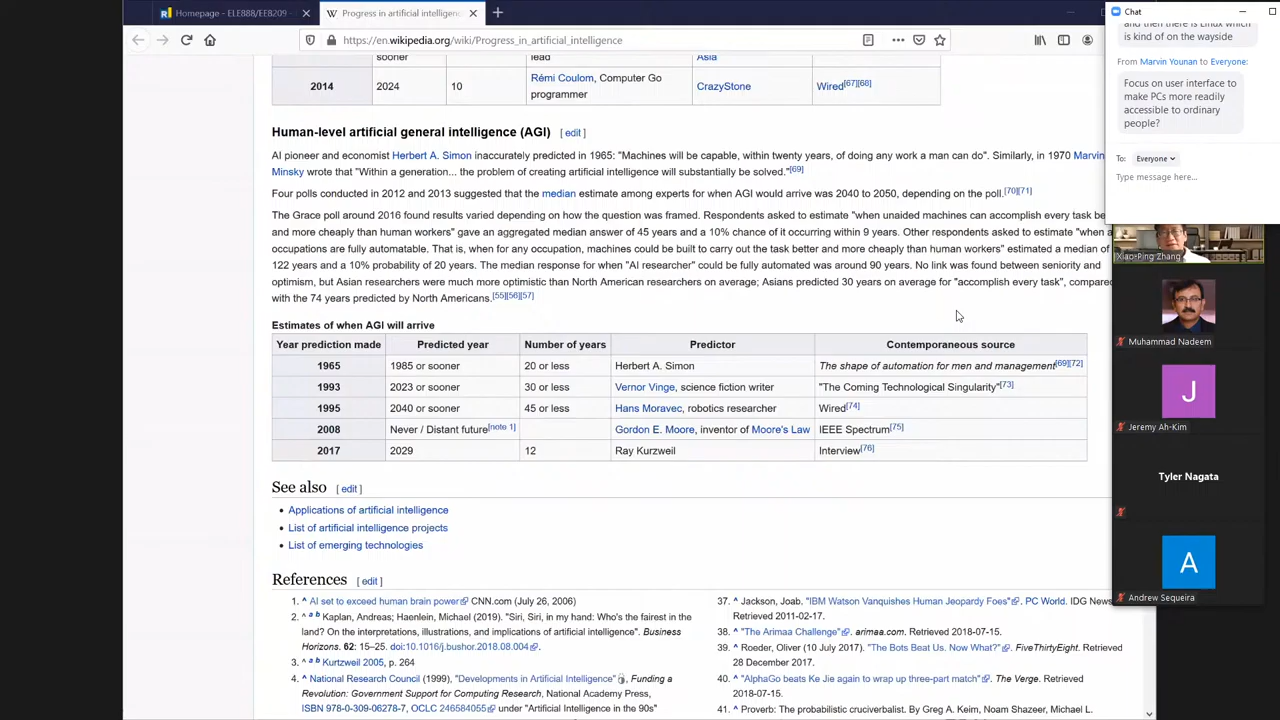 Homepage - ELE888/EE8209 -
Progress in artificial intelligenc
https://en.wikipedia.org/wiki/Progress_in_artificial_intelligence
sooner lead Asia
2014 2024 10 Rémi Coulom, Computer Go programmer CrazyStone Wired[67][68]
Human-level artificial general intelligence (AGI) [ edit ]
AI pioneer and economist Herbert A. Simon inaccurately predicted in 1965: "Machines will be capable, within twenty years, of doing any work a man can do". Similarly, in 1970 Marvin
Minsky wrote that "Within a generation... the problem of creating artificial intelligence will substantially be solved."[69]
Four polls conducted in 2012 and 2013 suggested that the median estimate among experts for when AGI would arrive was 2040 to 2050, depending on the poll.[70][71]
The Grace poll around 2016 found results varied depending on how the question was framed. Respondents asked to estimate "when unaided machines can accomplish every task be
and more cheaply than human workers" gave an aggregated median answer of 45 years and a 10% chance of it occurring within 9 years. Other respondents asked to estimate "when a
occupations are fully automatable. That is, when for any occupation, machines could be built to carry out the task better and more cheaply than human workers" estimated a median of
122 years and a 10% probability of 20 years. The median response for when "AI researcher" could be fully automated was around 90 years. No link was found between seniority and
optimism, but Asian researchers were much more optimistic than North American researchers on average; Asians predicted 30 years on average for "accomplish every task", compare
with the 74 years predicted by North Americans.[55][56][57]
Estimates of when AGI will arrive
Year prediction made Predicted year Number of years Predictor Contemporaneous source
1965 1985 or sooner 20 or less Herbert A. Simon The shape of automation for men and management[69][72]
1993 2023 or sooner 30 or less Vernor Vinge, science fiction writer "The Coming Technological Singularity"[73]
1995 2040 or sooner 45 or less Hans Moravec, robotics researcher Wired[74]
2008 Never / Distant future[note 1] Gordon E. Moore, inventor of Moore's Law IEEE Spectrum[75]
2017 2029 12 Ray Kurzweil Interview[76]
See also [ edit ]
Applications of artificial intelligence
List of artificial intelligence projects
List of emerging technologies
References [ edit ]
1. ^ AI set to exceed human brain power CNN.com (July 26, 2006)
2. ^ a b Kaplan, Andreas; Haenlein, Michael (2019). "Siri, Siri, in my hand: Who's the fairest in the
land? On the interpretations, illustrations, and implications of artificial intelligence". Business
Horizons. 62: 15–25. doi:10.1016/j.bushor.2018.08.004.
3. ^ a b Kurtzweil 2005, p. 264
4. ^ National Research Council (1999), "Developments in Artificial Intelligence", Funding a
Revolution: Government Support for Computing Research, National Academy Press,
ISBN 978-0-309-06278-7, OCLC 246584055 under "Artificial Intelligence in the 90s"
37. ^ Jackson, Joab. "IBM Watson Vanquishes Human Jeopardy Foes". PC World. IDG News
Retrieved 2011-02-17.
38. ^ "The Arimaa Challenge". arimaa.com. Retrieved 2018-07-15.
39. ^ Roeder, Oliver (10 July 2017). "The Bots Beat Us. Now What?". FiveThirtyEight. Retrieved
28 December 2017.
40. ^ "AlphaGo beats Ke Jie again to wrap up three-part match". The Verge. Retrieved
2018-07-15.
41. ^ Proverb: The probabilistic cruciverbalist. By Greg A. Keim, Noam Shazeer, Michael L.
Chat
and then there is Linux which
is kind of on the wayside
From Marvin Younan to Everyone:
Focus on user interface to
make PCs more readily
accessible to ordinary
people?
To: Everyone
Type message here...
Xiao-Ping Zhang
Muhammad Nadeem
J
Jeremy Ah-Kim
Tyler Nagata
A
Andrew Sequeira